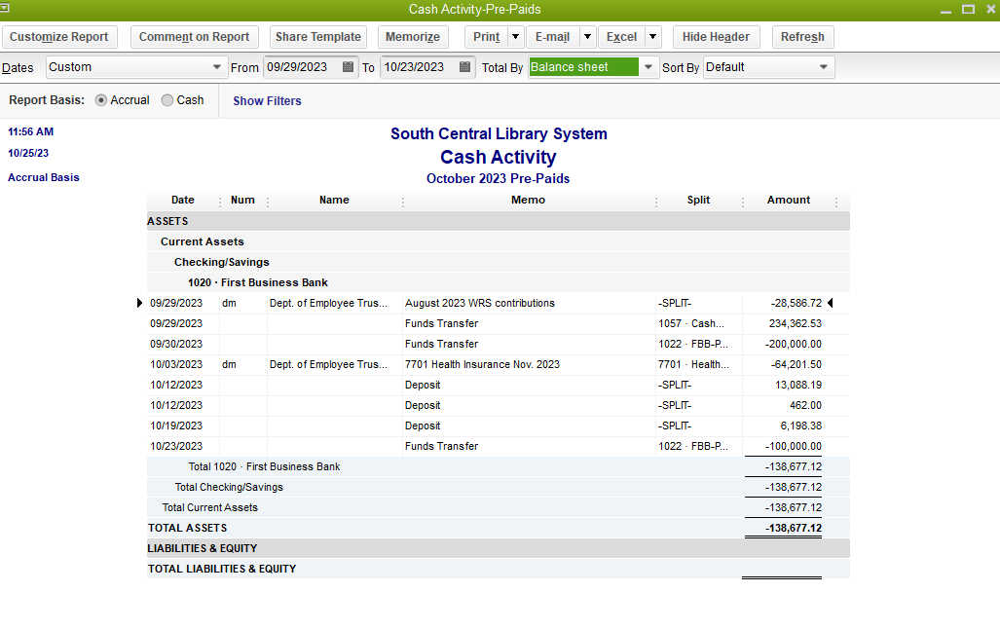 Cash Activity-Pre-Paids
Customize Report Comment on Report Share Template Memorize Print E-mail Excel Hide Header Refresh
Dates Custom From 09/29/2023 To 10/23/2023 Total By Balance sheet Sort By Default
Report Basis: Accrual Cash Show Filters
11:56 AM
10/25/23
Accrual Basis
South Central Library System
Cash Activity
October 2023 Pre-Paids
Date Num Name Memo Split Amount
ASSETS
Current Assets
Checking/Savings
1020 · First Business Bank
09/29/2023 dm Dept. of Employee Trus... August 2023 WRS contributions -SPLIT- -28,586.72
09/29/2023 Funds Transfer 1057 · Cash... 234,362.53
09/30/2023 Funds Transfer 1022 · FBB-P... -200,000.00
10/03/2023 dm Dept. of Employee Trus... 7701 Health Insurance Nov. 2023 7701 · Health... -64,201.50
10/12/2023 Deposit -SPLIT- 13,088.19
10/12/2023 Deposit -SPLIT- 462.00
10/19/2023 Deposit -SPLIT- 6,198.38
10/23/2023 Funds Transfer 1022 · FBB-P... -100,000.00
Total 1020 · First Business Bank -138,677.12
Total Checking/Savings -138,677.12
Total Current Assets -138,677.12
TOTAL ASSETS -138,677.12
LIABILITIES & EQUITY
TOTAL LIABILITIES & EQUITY